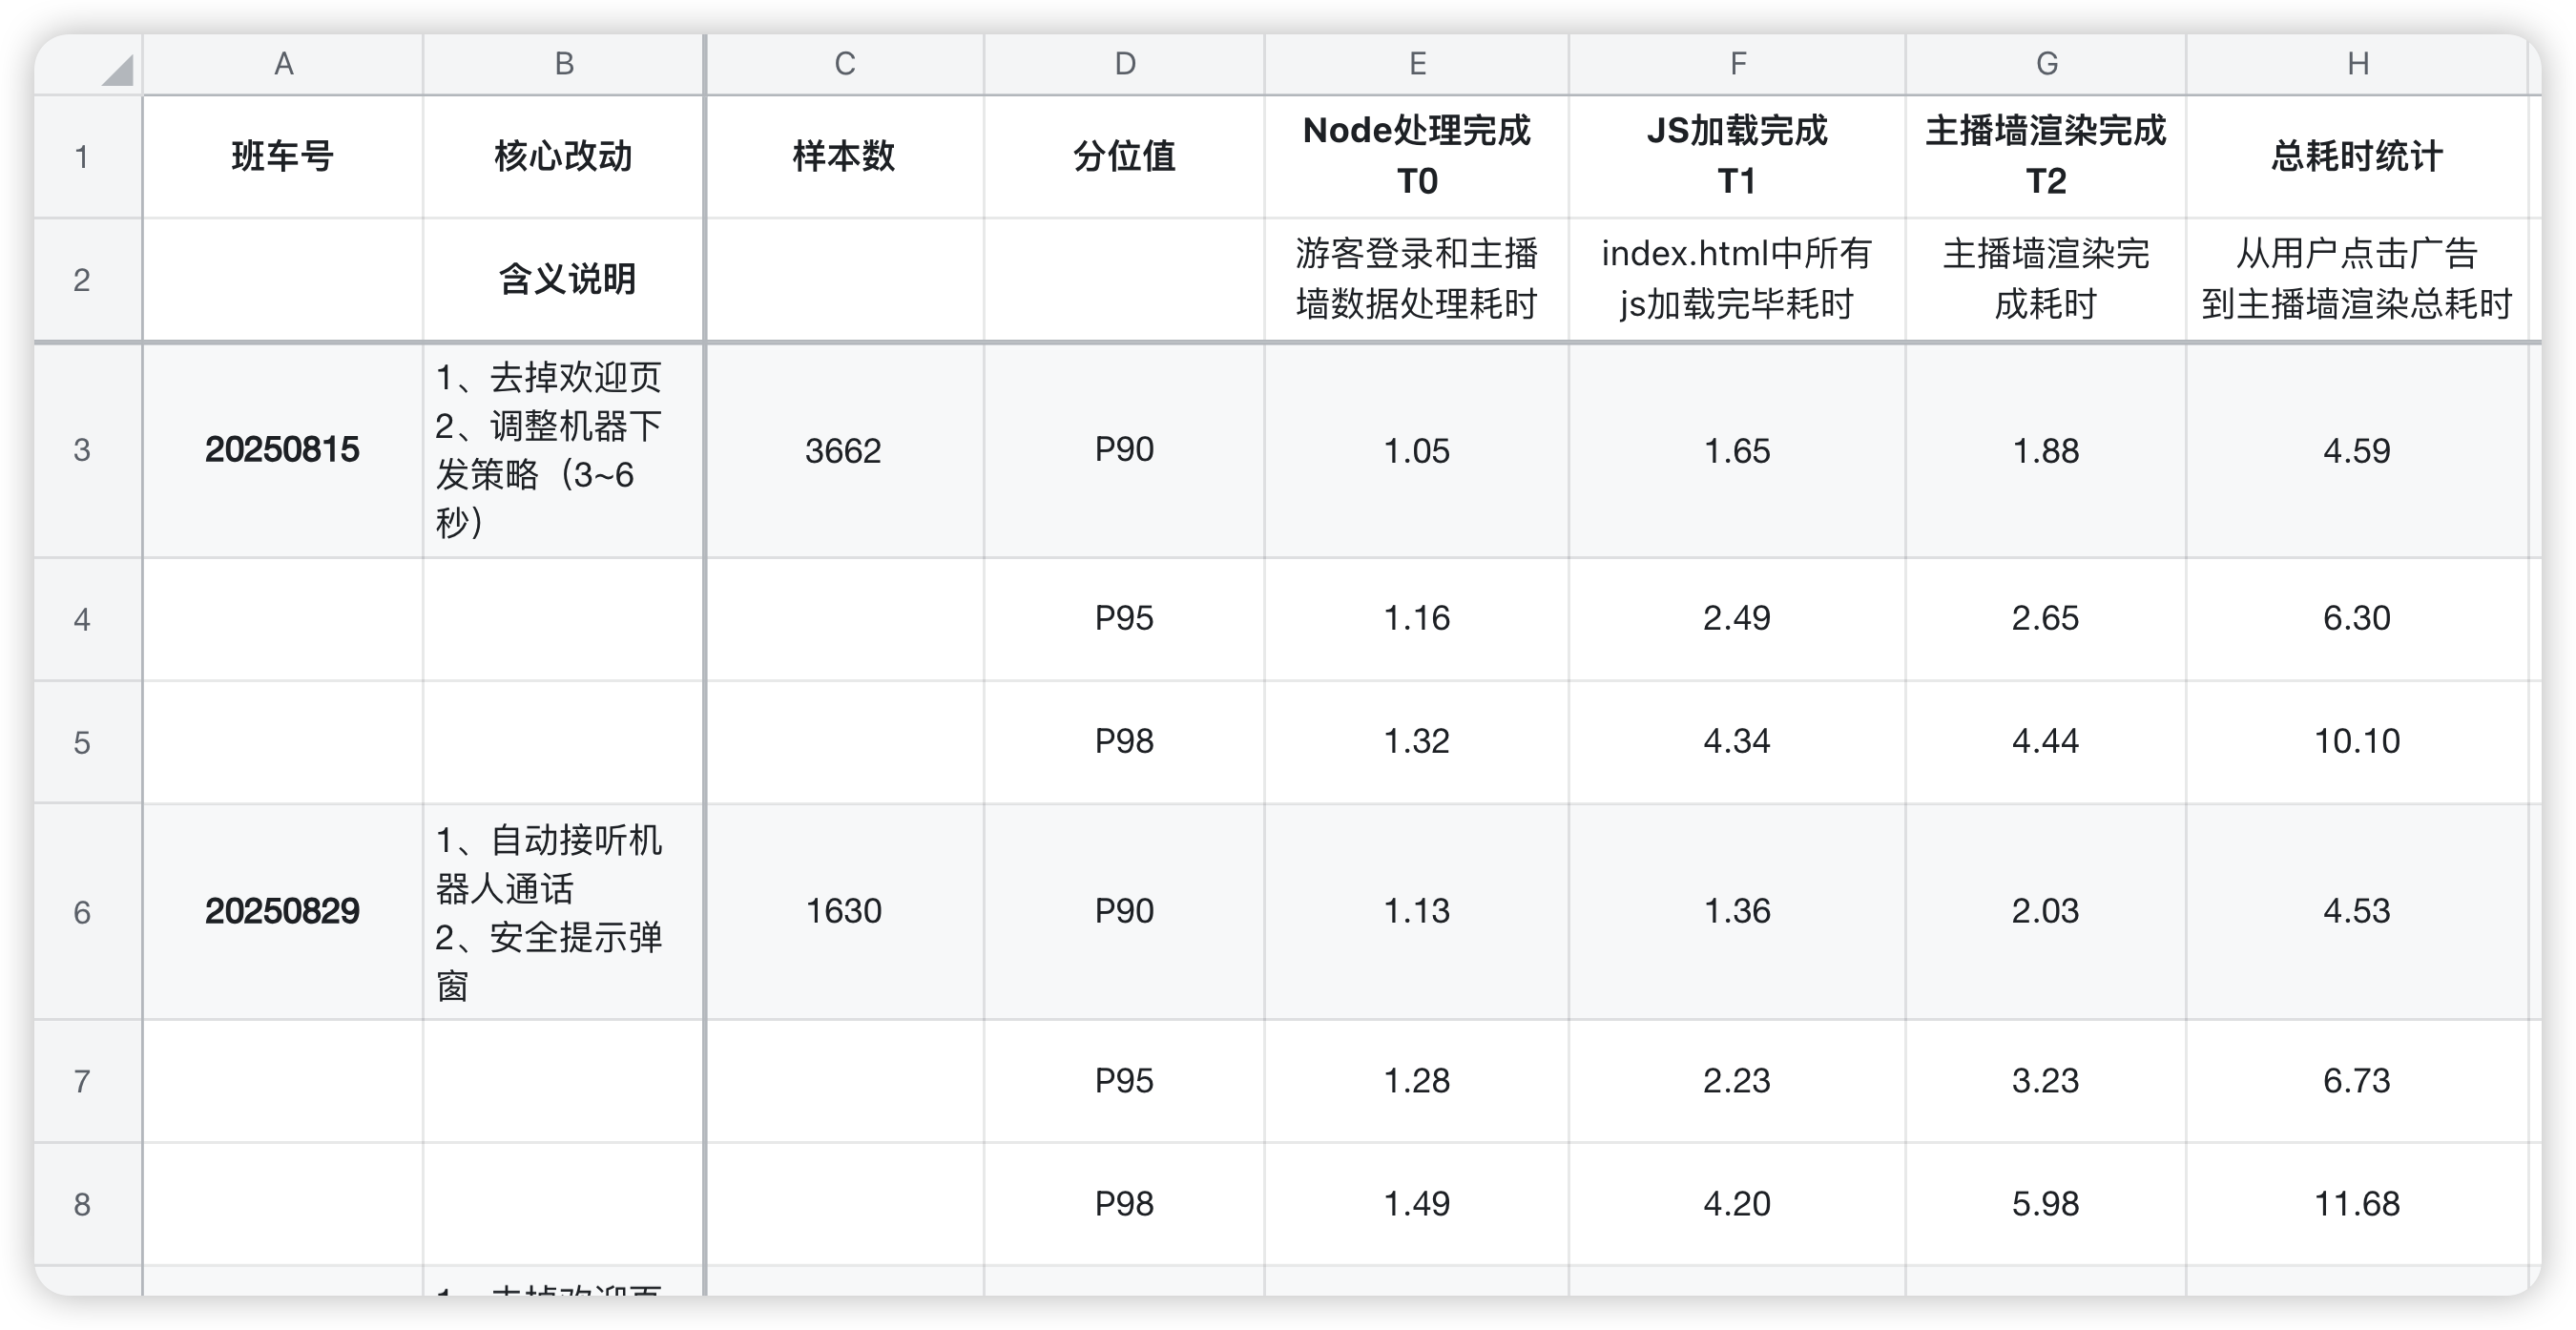 A B C D E F G H
1 班车号 核心改动 样本数 分位值 Node处理完成 JS加载完成 主播墙渲染完成 总耗时统计
T0 T1 T2
2 含义说明 游客登录和主播 index.html中所有 主播墙渲染完 从用户点击广告
墙数据处理耗时 js加载完毕耗时 成耗时 到主播墙渲染总耗时
1、去掉欢迎页
2、调整机器下
发策略（3~6
秒）
3 20250815 3662 P90 1.05 1.65 1.88 4.59
4 P95 1.16 2.49 2.65 6.30
5 P98 1.32 4.34 4.44 10.10
1、自动接听机
器人通话
2、安全提示弹
窗
6 20250829 1630 P90 1.13 1.36 2.03 4.53
7 P95 1.28 2.23 3.23 6.73
8 P98 1.49 4.20 5.98 11.68